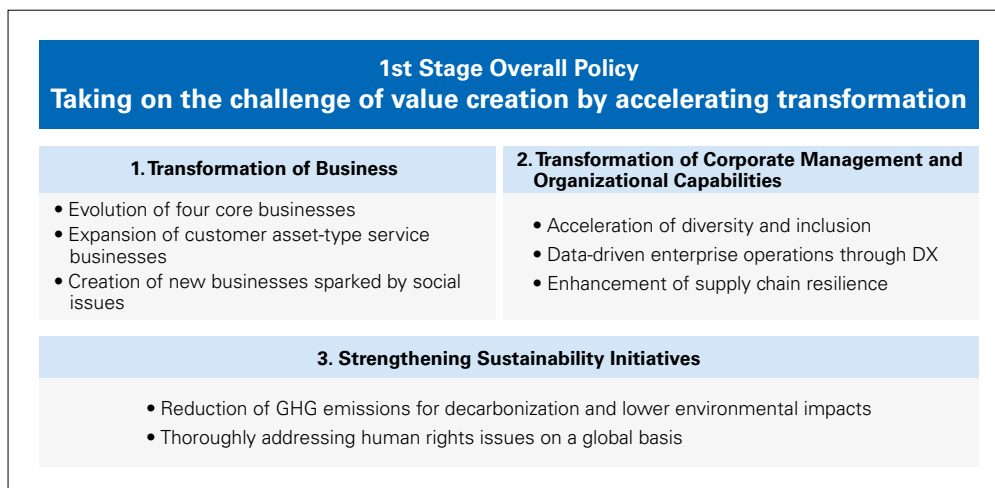 1st Stage Overall Policy
Taking on the challenge of value creation by accelerating transformation
1. Transformation of Business
• Evolution of four core businesses
• Expansion of customer asset-type service
businesses
• Creation of new businesses sparked by social
issues
2. Transformation of Corporate Management and
Organizational Capabilities
• Acceleration of diversity and inclusion
• Data-driven enterprise operations through DX
• Enhancement of supply chain resilience
3. Strengthening Sustainability Initiatives
• Reduction of GHG emissions for decarbonization and lower environmental impacts
• Thoroughly addressing human rights issues on a global basis